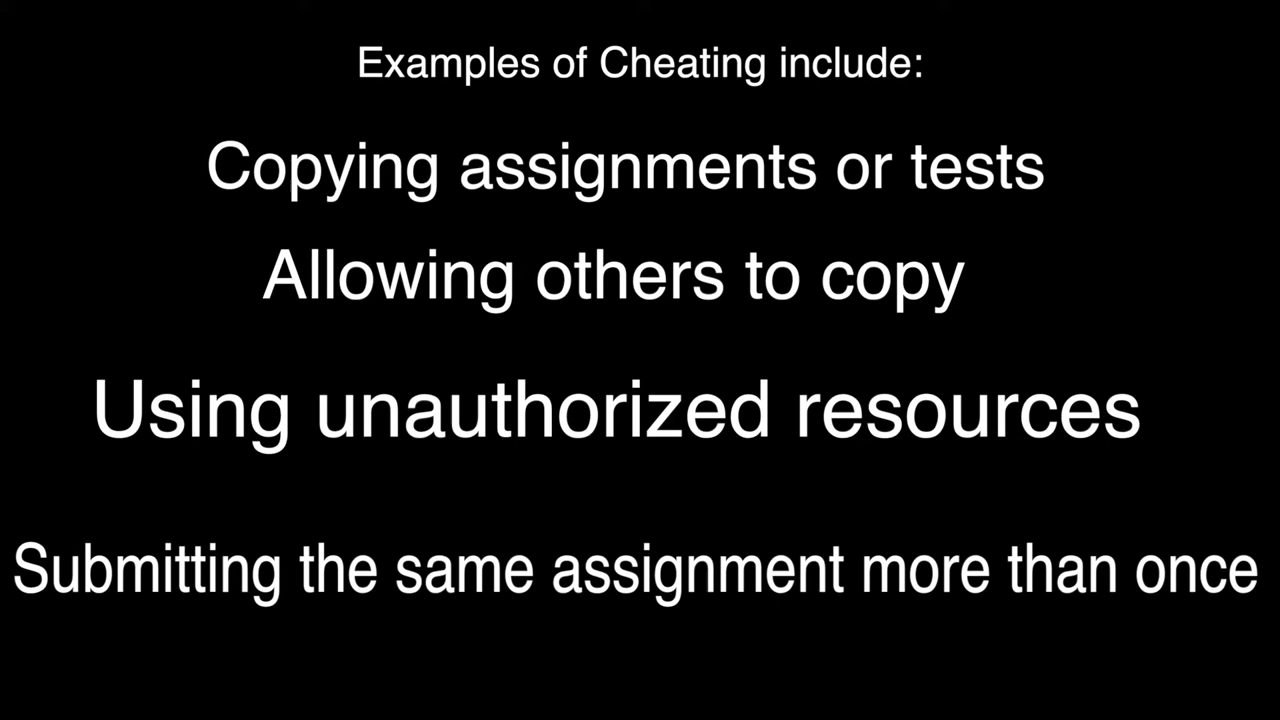 Examples of Cheating include:
Copying assignments or tests
Allowing others to copy
Using unauthorized resources
Submitting the same assignment more than once